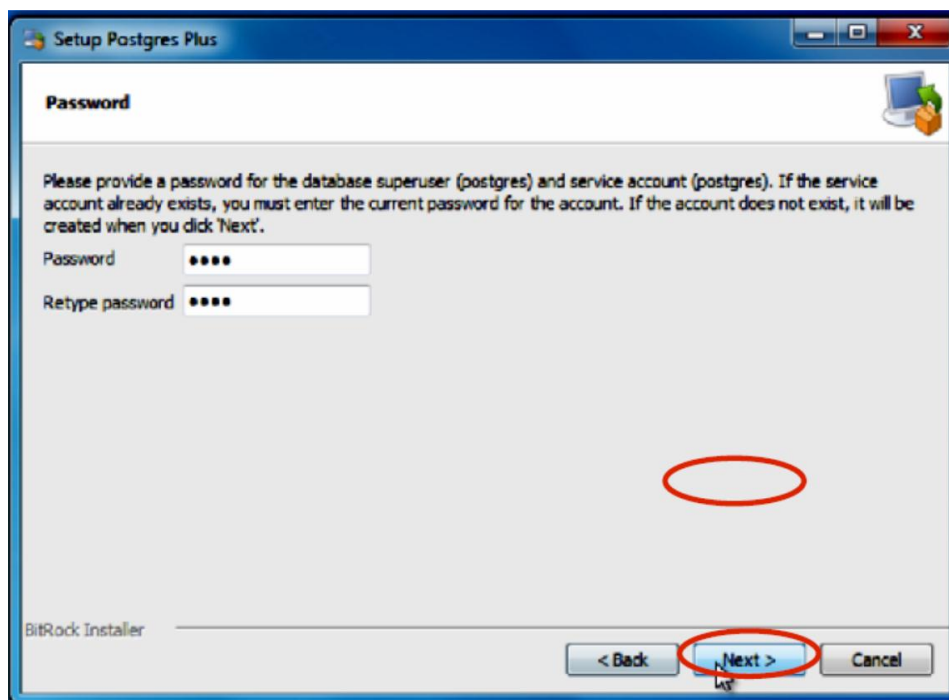 Setup Postgres Plus
Password
Please provide a password for the database superuser (postgres) and service account (postgres). If the service
account already exists, you must enter the current password for the account. If the account does not exist, it will be
created when you click 'Next'.
Password ••••
Retype password ••••
BitRock Installer
< Back Next > Cancel